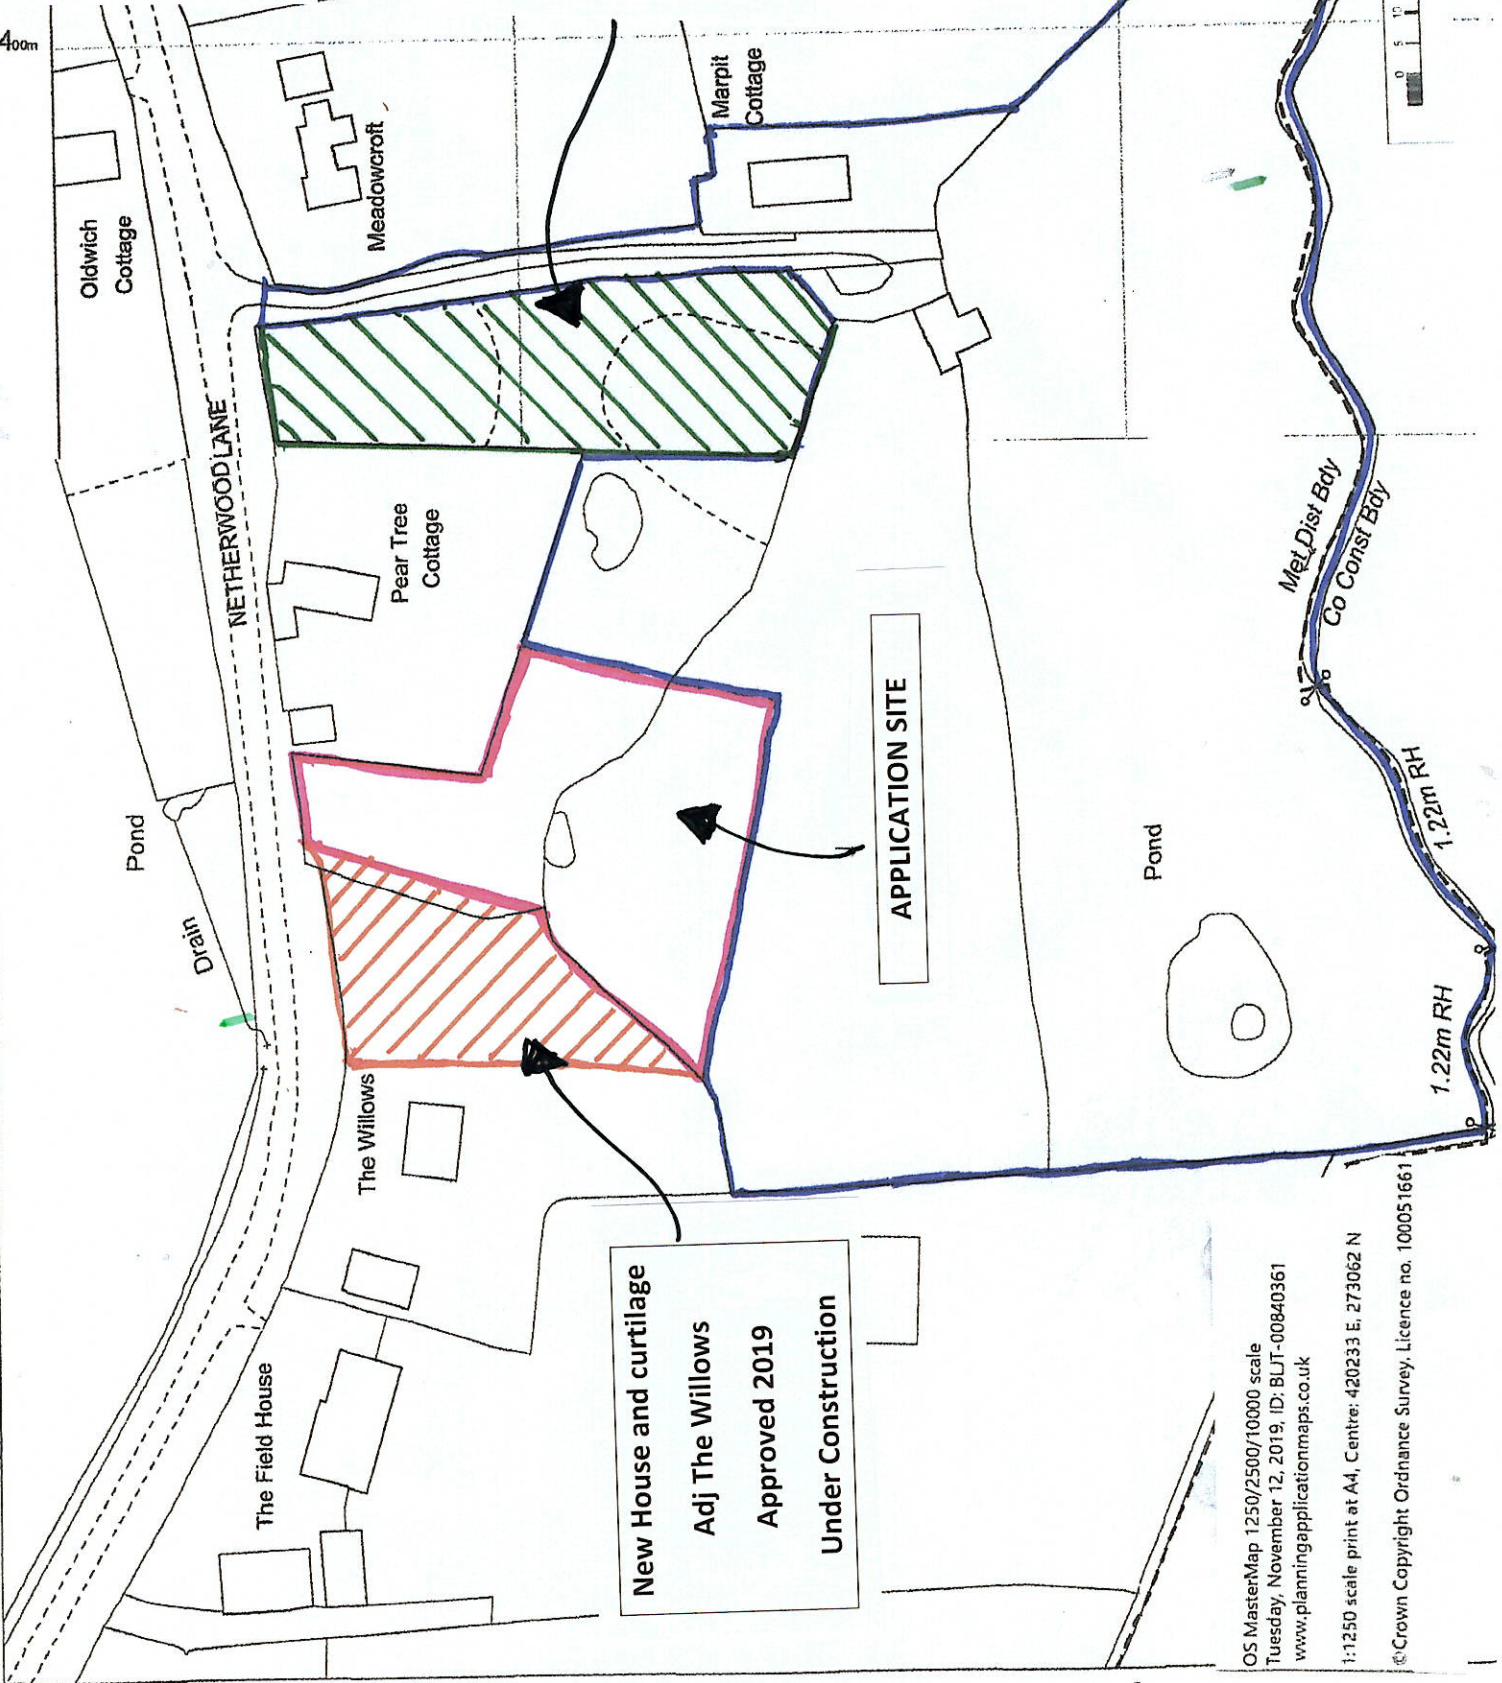 400m
Oldwich
Cottage
Meadowcroft
Marpit
Cottage
0 5 10
NETHERWOOD LANE
Pear Tree
Cottage
Met Dist Bdy
Co Const Bdy
APPLICATION SITE
Pond
Drain
Pond
1.22m RH
1.22m RH
The Willows
The Field House
New House and curtilage
Adj The Willows
Approved 2019
Under Construction
OS MasterMap 1250/2500/10000 scale
Tuesday, November 12, 2019, ID: BLJT-00840361
www.planningapplicationmaps.co.uk
1:1250 scale print at A4, Centre: 420233 E, 273062 N
©Crown Copyright Ordnance Survey. Licence no. 100051661